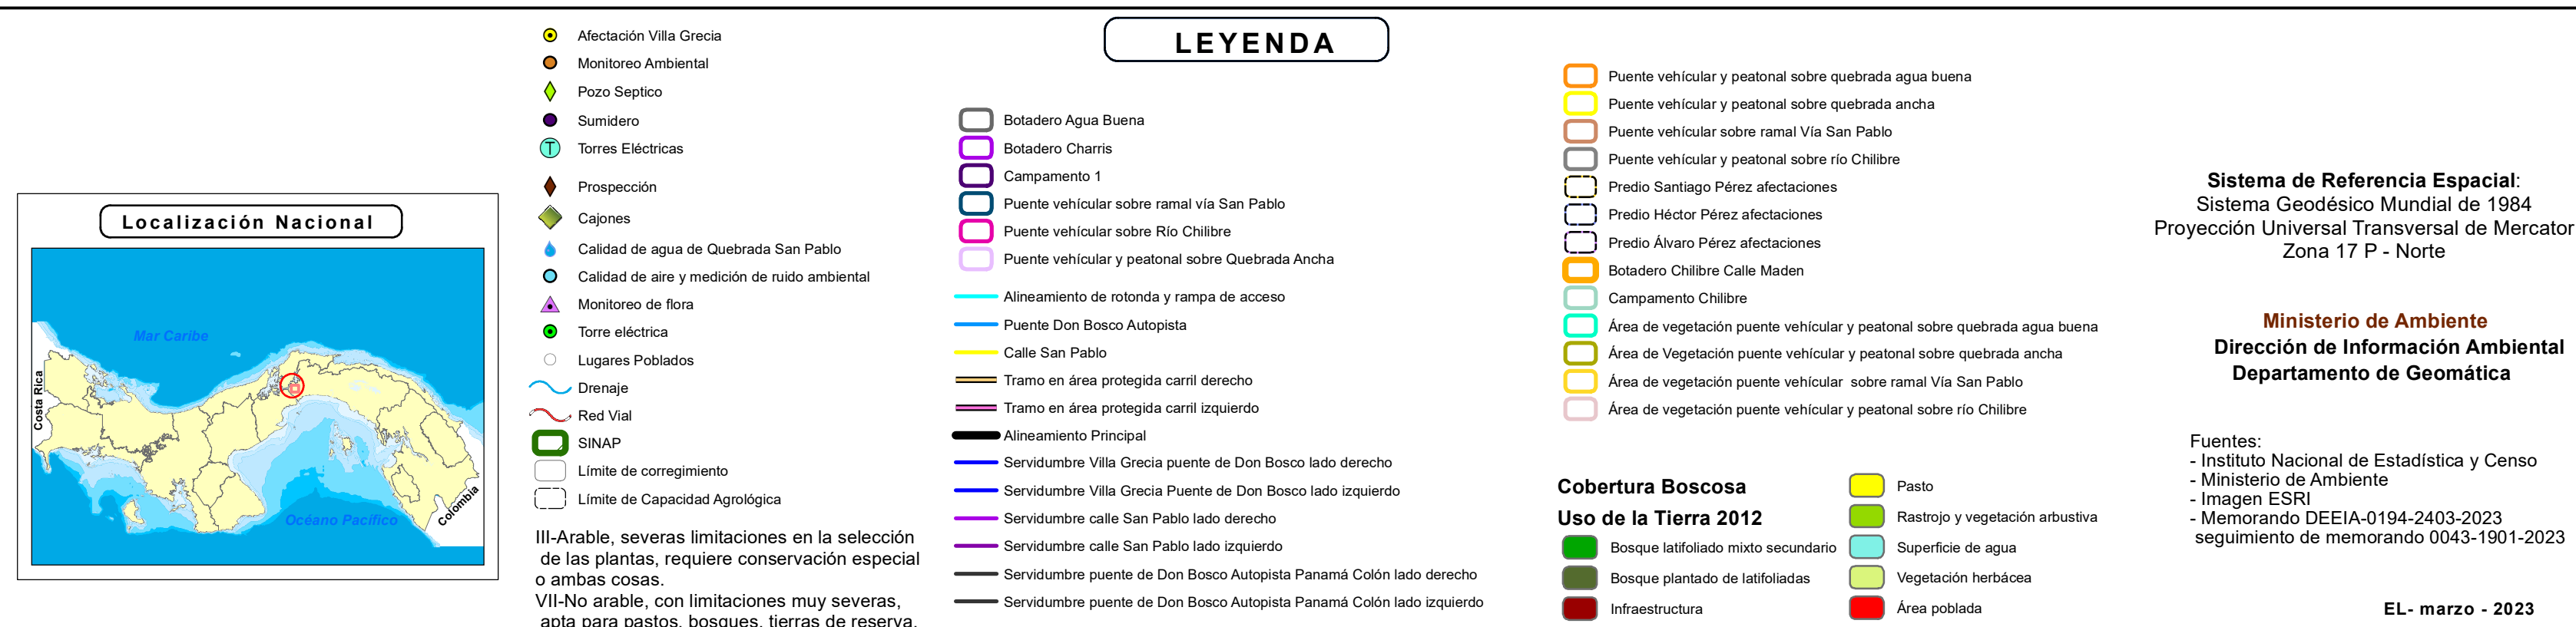 Localización Nacional
Mar Caribe
Costa Rica
Colombia
Océano Pacífico
Afectación Villa Grecia
Monitoreo Ambiental
Pozo Septico
Sumidero
T
Torres Eléctricas
Prospección
Cajones
Calidad de agua de Quebrada San Pablo
Calidad de aire y medición de ruido ambiental
Monitoreo de flora
Torre eléctrica
Lugares Poblados
Drenaje
Red Vial
SINAP
Límite de corregimiento
Límite de Capacidad Agrológica
III-Arable, severas limitaciones en la selección
de las plantas, requiere conservación especial
o ambas cosas.
VII-No arable, con limitaciones muy severas,
apta para pastos, bosques, tierras de reserva.
LEYENDA
Botadero Agua Buena
Botadero Charris
Campamento 1
Puente vehícular sobre ramal vía San Pablo
Puente vehícular sobre Río Chilibre
Puente vehícular y peatonal sobre Quebrada Ancha
Alineamiento de rotonda y rampa de acceso
Puente Don Bosco Autopista
Calle San Pablo
Tramo en área protegida carril derecho
Tramo en área protegida carril izquierdo
Alineamiento Principal
Servidumbre Villa Grecia puente de Don Bosco lado derecho
Servidumbre Villa Grecia Puente de Don Bosco lado izquierdo
Servidumbre calle San Pablo lado derecho
Servidumbre calle San Pablo lado izquierdo
Servidumbre puente de Don Bosco Autopista Panamá Colón lado derecho
Servidumbre puente de Don Bosco Autopista Panamá Colón lado izquierdo
Puente vehícular y peatonal sobre quebrada agua buena
Puente vehícular y peatonal sobre quebrada ancha
Puente vehícular sobre ramal Vía San Pablo
Puente vehícular y peatonal sobre río Chilibre
Predio Santiago Pérez afectaciones
Predio Héctor Pérez afectaciones
Predio Álvaro Pérez afectaciones
Botadero Chilibre Calle Maden
Campamento Chilibre
Área de vegetación puente vehícular y peatonal sobre quebrada agua buena
Área de Vegetación puente vehícular y peatonal sobre quebrada ancha
Área de vegetación puente vehícular sobre ramal Vía San Pablo
Área de vegetación puente vehícular y peatonal sobre río Chilibre
Cobertura Boscosa
Uso de la Tierra 2012
Bosque latifoliado mixto secundario
Bosque plantado de latifoliadas
Infraestructura
Pasto
Rastrojo y vegetación arbustiva
Superficie de agua
Vegetación herbácea
Área poblada
Sistema de Referencia Espacial:
Sistema Geodésico Mundial de 1984
Proyección Universal Transversal de Mercator
Zona 17 P - Norte
Ministerio de Ambiente
Dirección de Información Ambiental
Departamento de Geomática
Fuentes:
- Instituto Nacional de Estadística y Censo
- Ministerio de Ambiente
- Imagen ESRI
- Memorando DEEIA-0194-2403-2023
seguimiento de memorando 0043-1901-2023
EL- marzo - 2023